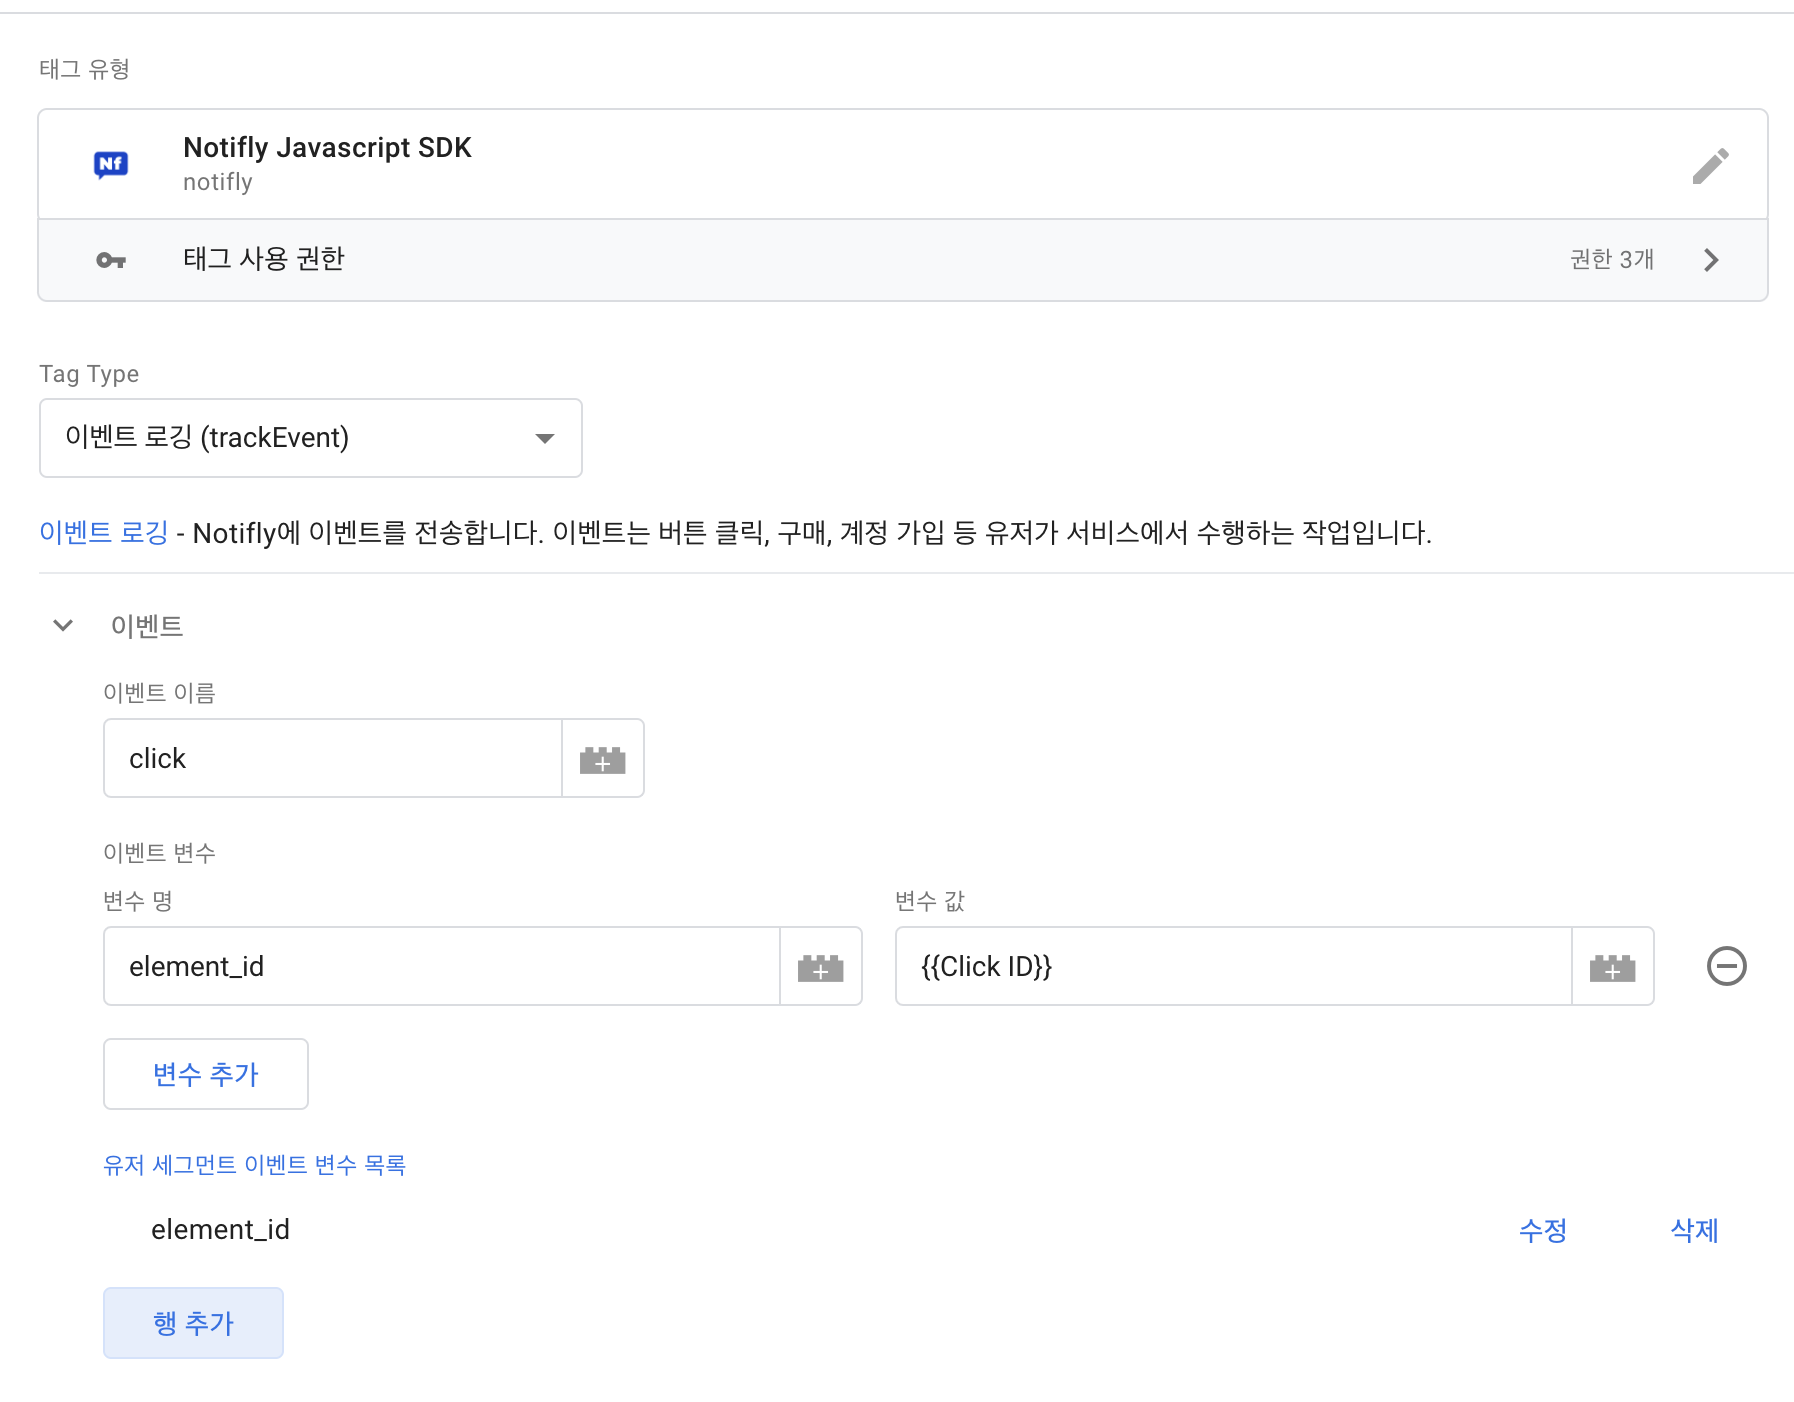 태그 유형
Nf
Notifly Javascript SDK
notifly
태그 사용 권한
권한 3개
Tag Type
이벤트 로깅 (trackEvent)
이벤트 로깅 - Notifly에 이벤트를 전송합니다. 이벤트는 버튼 클릭, 구매, 계정 가입 등 유저가 서비스에서 수행하는 작업입니다.
이벤트
이벤트 이름
click
이벤트 변수
변수 명
변수 값
element_id
{{Click ID}}
변수 추가
유저 세그먼트 이벤트 변수 목록
element_id
수정
삭제
행 추가